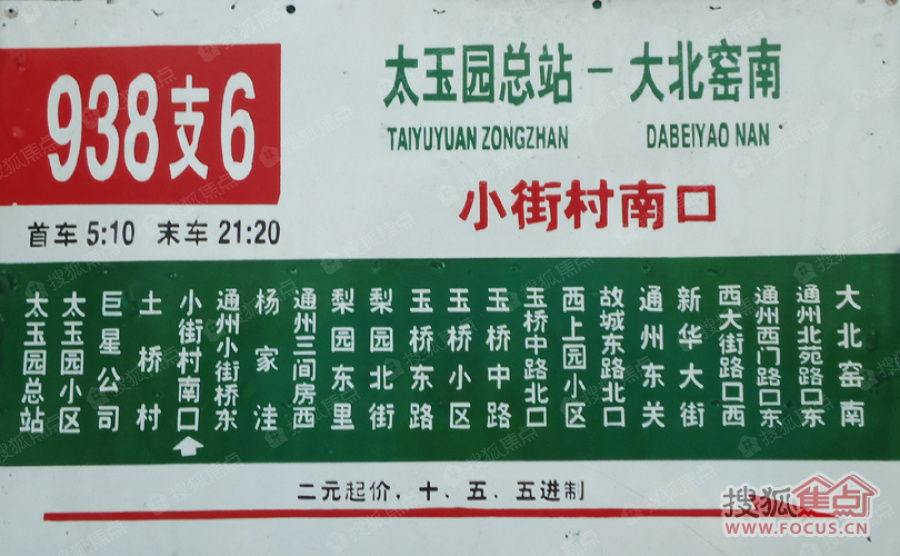 938支6
太玉园总站 － 大北窑南
TAIYUYUAN ZONGZHAN DABEIYAO NAN
小街村南口
首车 5:10 末车 21:20
太玉园总站
太玉园小区
巨星公司
土桥村
小街村南口
通州小街桥东
杨家洼
通州三间房西
梨园东里
梨园北街
玉桥东路
玉桥小区
玉桥中路
玉桥中路北口
西上园小区
故城东路北口
通州东关
新华大街
西大街路口西
通州西门路口东
通州北苑路口东
大北窑南
二元起价．十、五、五进制
搜狐焦点
WWW.FOCUS.CN